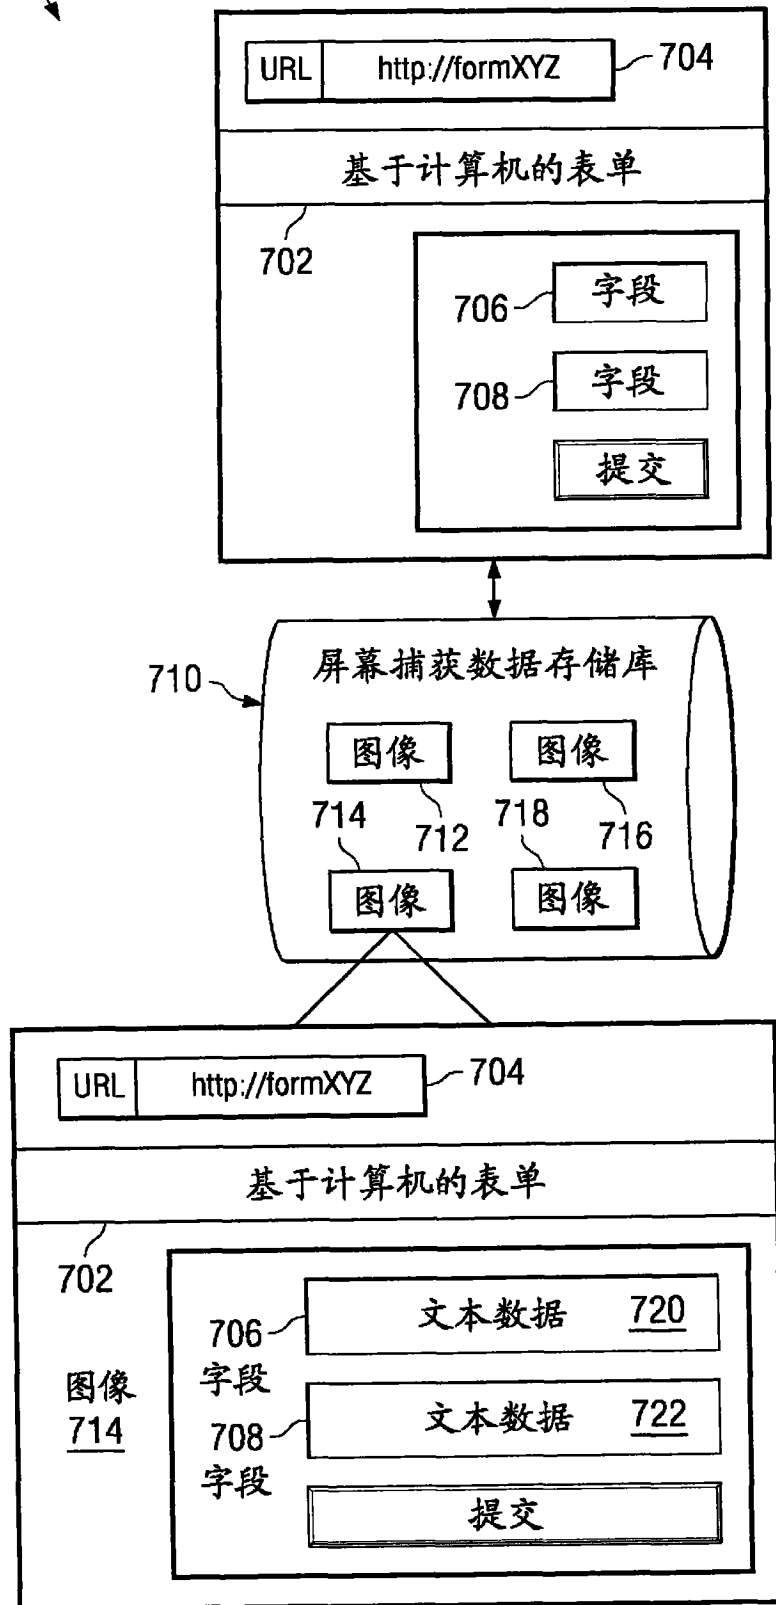 URL http://formXYZ 704
基于计算机的表单
702
706 字段
708 字段
提交
710 屏幕捕获数据存储库
图像 图像
714 712 718 716
图像 图像
URL http://formXYZ 704
基于计算机的表单
702
706 文本数据 720
字段
图像
714
708 文本数据 722
字段
提交